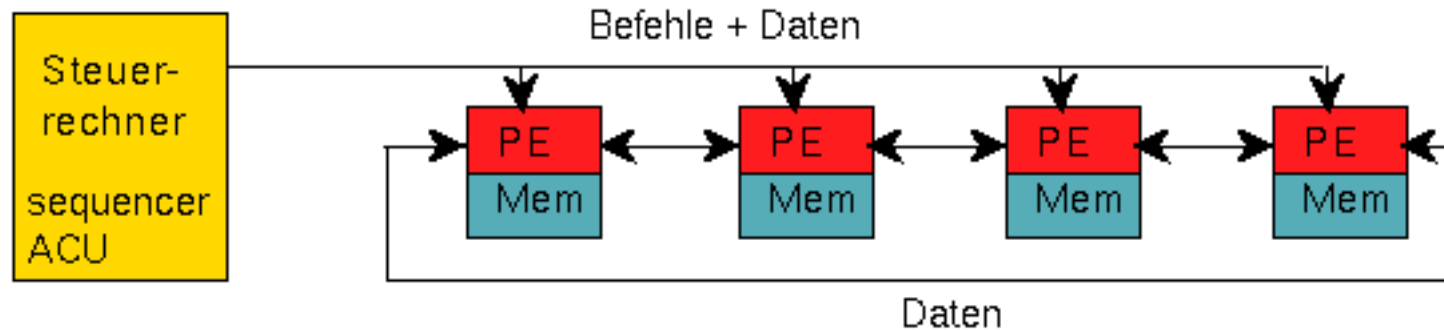 Befehle + Daten
Steuer-
rechner
sequencer
ACU
PE
Mem
PE
Mem
PE
Mem
PE
Mem
Daten